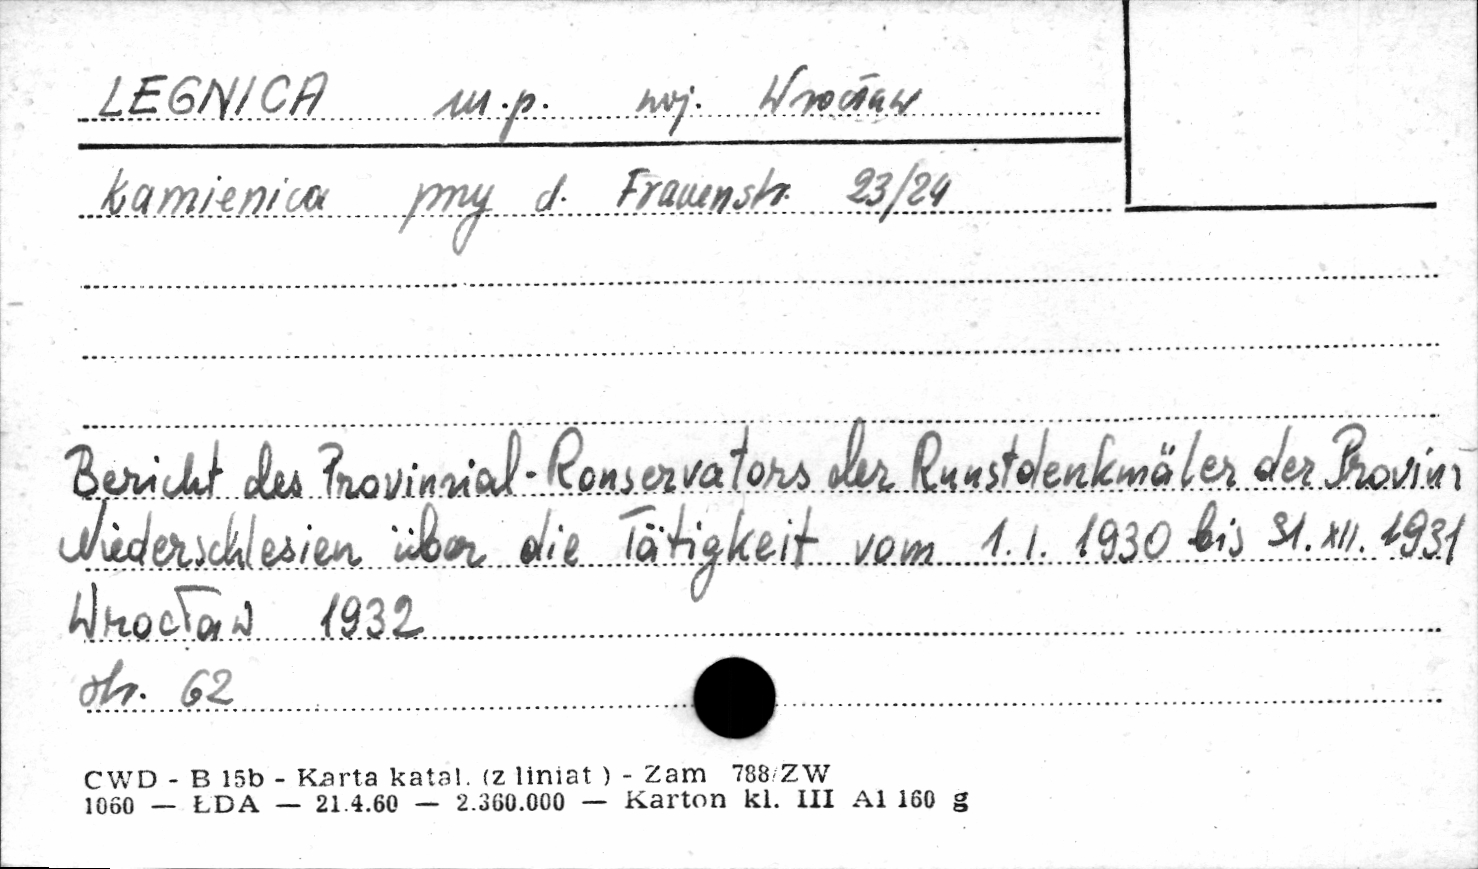 LEGNICA m.p. woj. Wrocław
Kamienica przy d. Frauenstr. 23/24
Bericht des Provinzial-Konservators der Kunstdenkmäler der Provinz
Niederschlesien über die Tätigkeit vom 1.I.1930 bis 31.XII.1931
Wrocław 1932
str. 62
CWD - B 15b - Karta katal. (z liniat ) - Zam 788/ZW
1060 — ŁDA — 21.4.60 — 2.360.000 — Karton kl. III A1 160 g